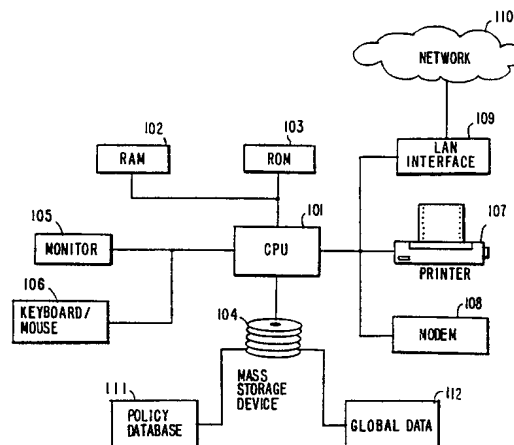 110
NETWORK
102
103
109
RAM
ROM
LAN
INTERFACE
105
101
107
MONITOR
CPU
PRINTER
106
KEYBOARD/
MOUSE
104
108
NODEM
MASS
STORAGE
DEVICE
111
112
POLICY
DATABASE
GLOBAL DATA